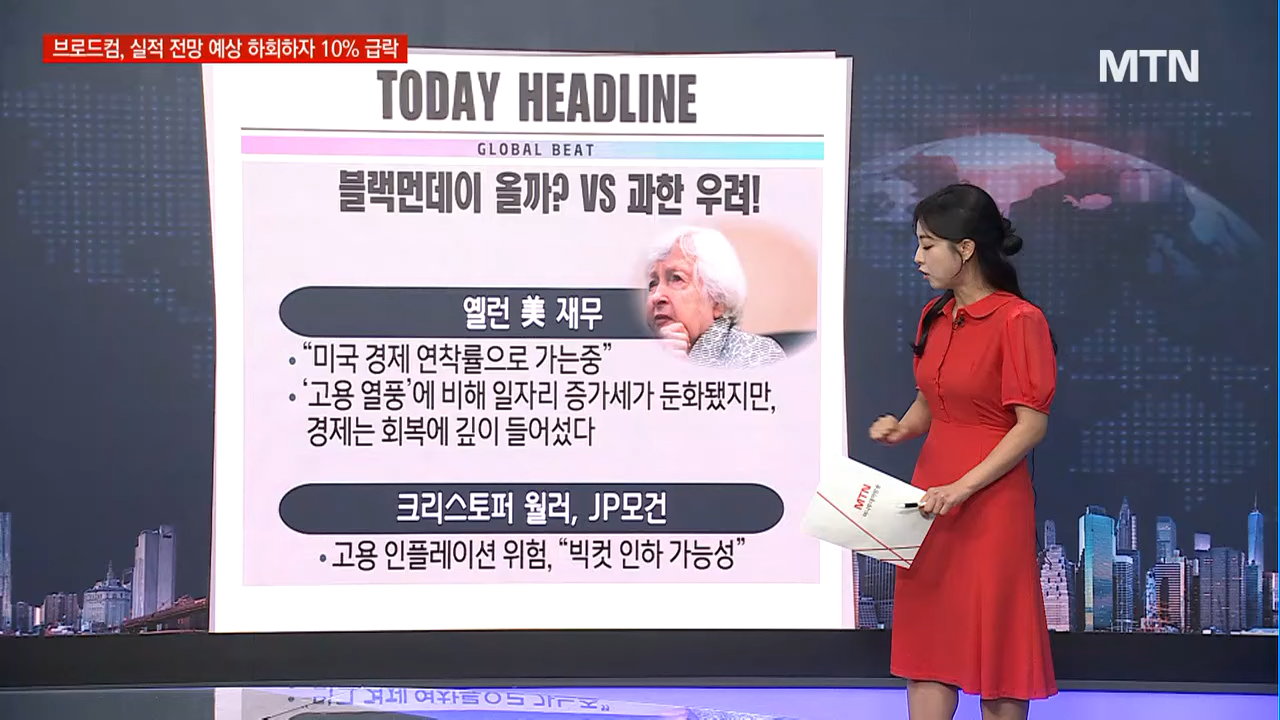 브로드컴, 실적 전망 예상 하회하자 10% 급락
MTN
TODAY HEADLINE
GLOBAL BEAT
블랙먼데이 올까? VS 과한 우려!
옐런 美 재무
• “미국 경제 연착률으로 가는중”
• ‘고용 열풍’에 비해 일자리 증가세가 둔화됐지만,
경제는 회복에 깊이 들어섰다
크리스토퍼 월러, JP모건
• 고용 인플레이션 위험, “빅컷 인하 가능성”
MTN